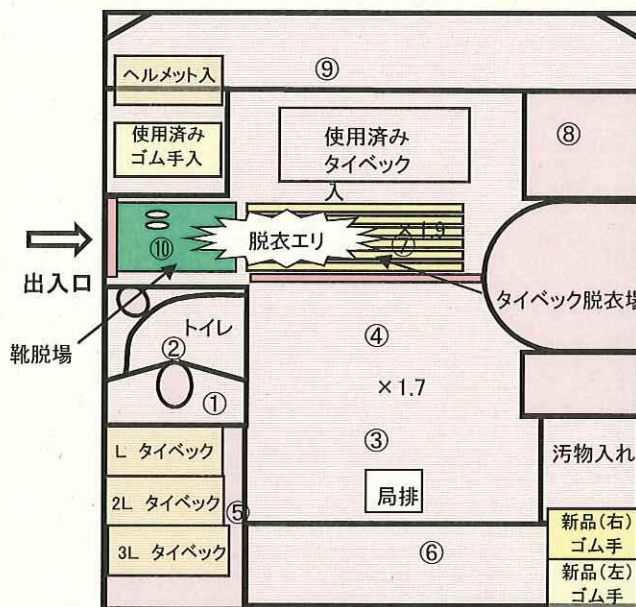 ⑨
ヘルメット入
使用済み
ゴム手入
使用済み
タイベック
入
⑧
出入口
⑩
脱衣エリ
×1.9
⑦
タイベック脱衣場
靴脱場
トイレ
②
①
④
×1.7
③
局排
L タイベック
2L タイベック
3L タイベック
⑤
⑥
汚物入れ
新品(右)
ゴム手
新品(左)
ゴム手